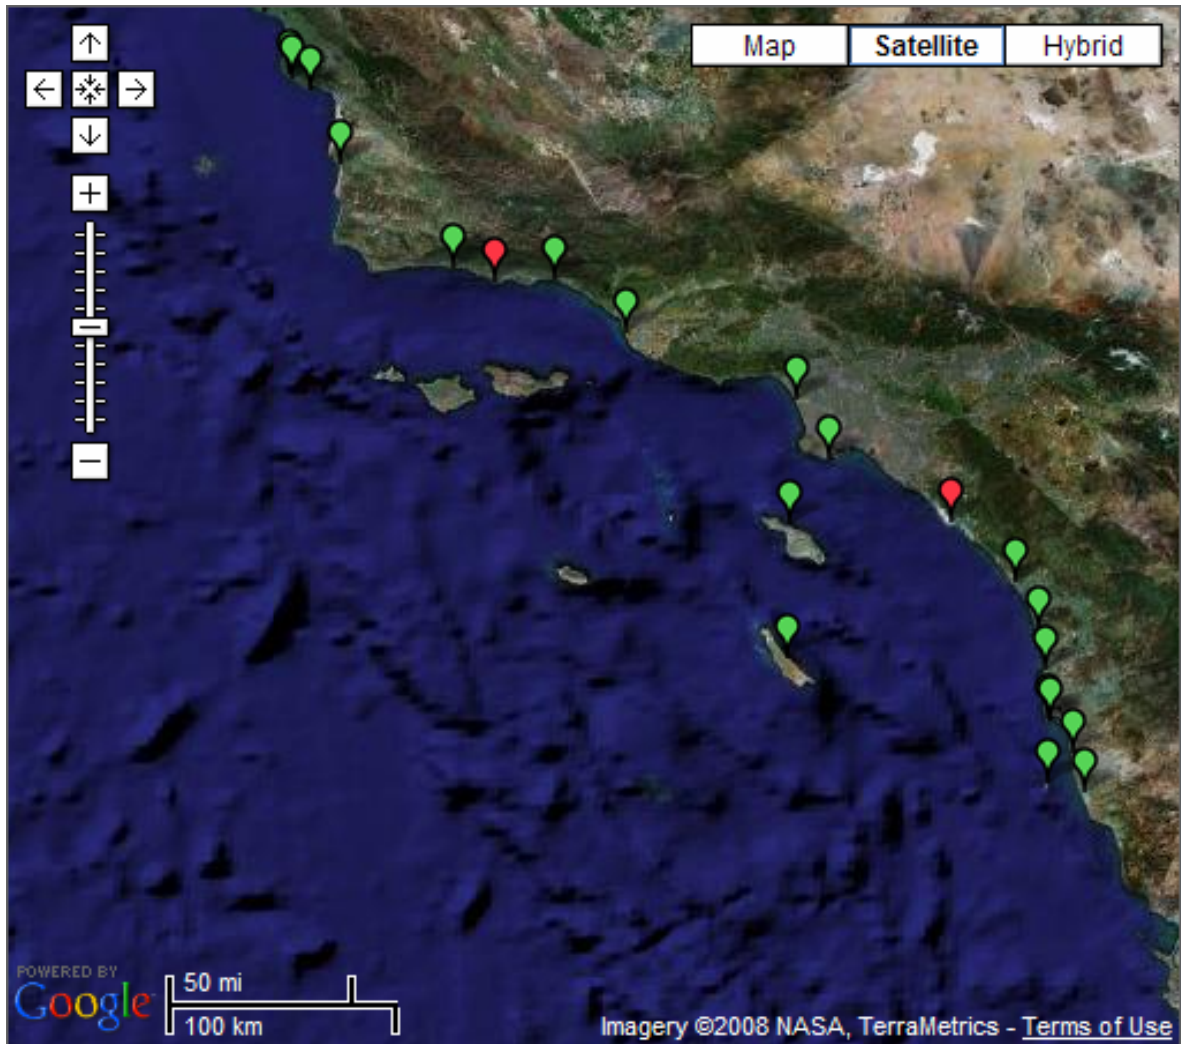 Map
Satellite
Hybrid
POWERED BY
Google
50 mi
100 km
Imagery ©2008 NASA, TerraMetrics - Terms of Use